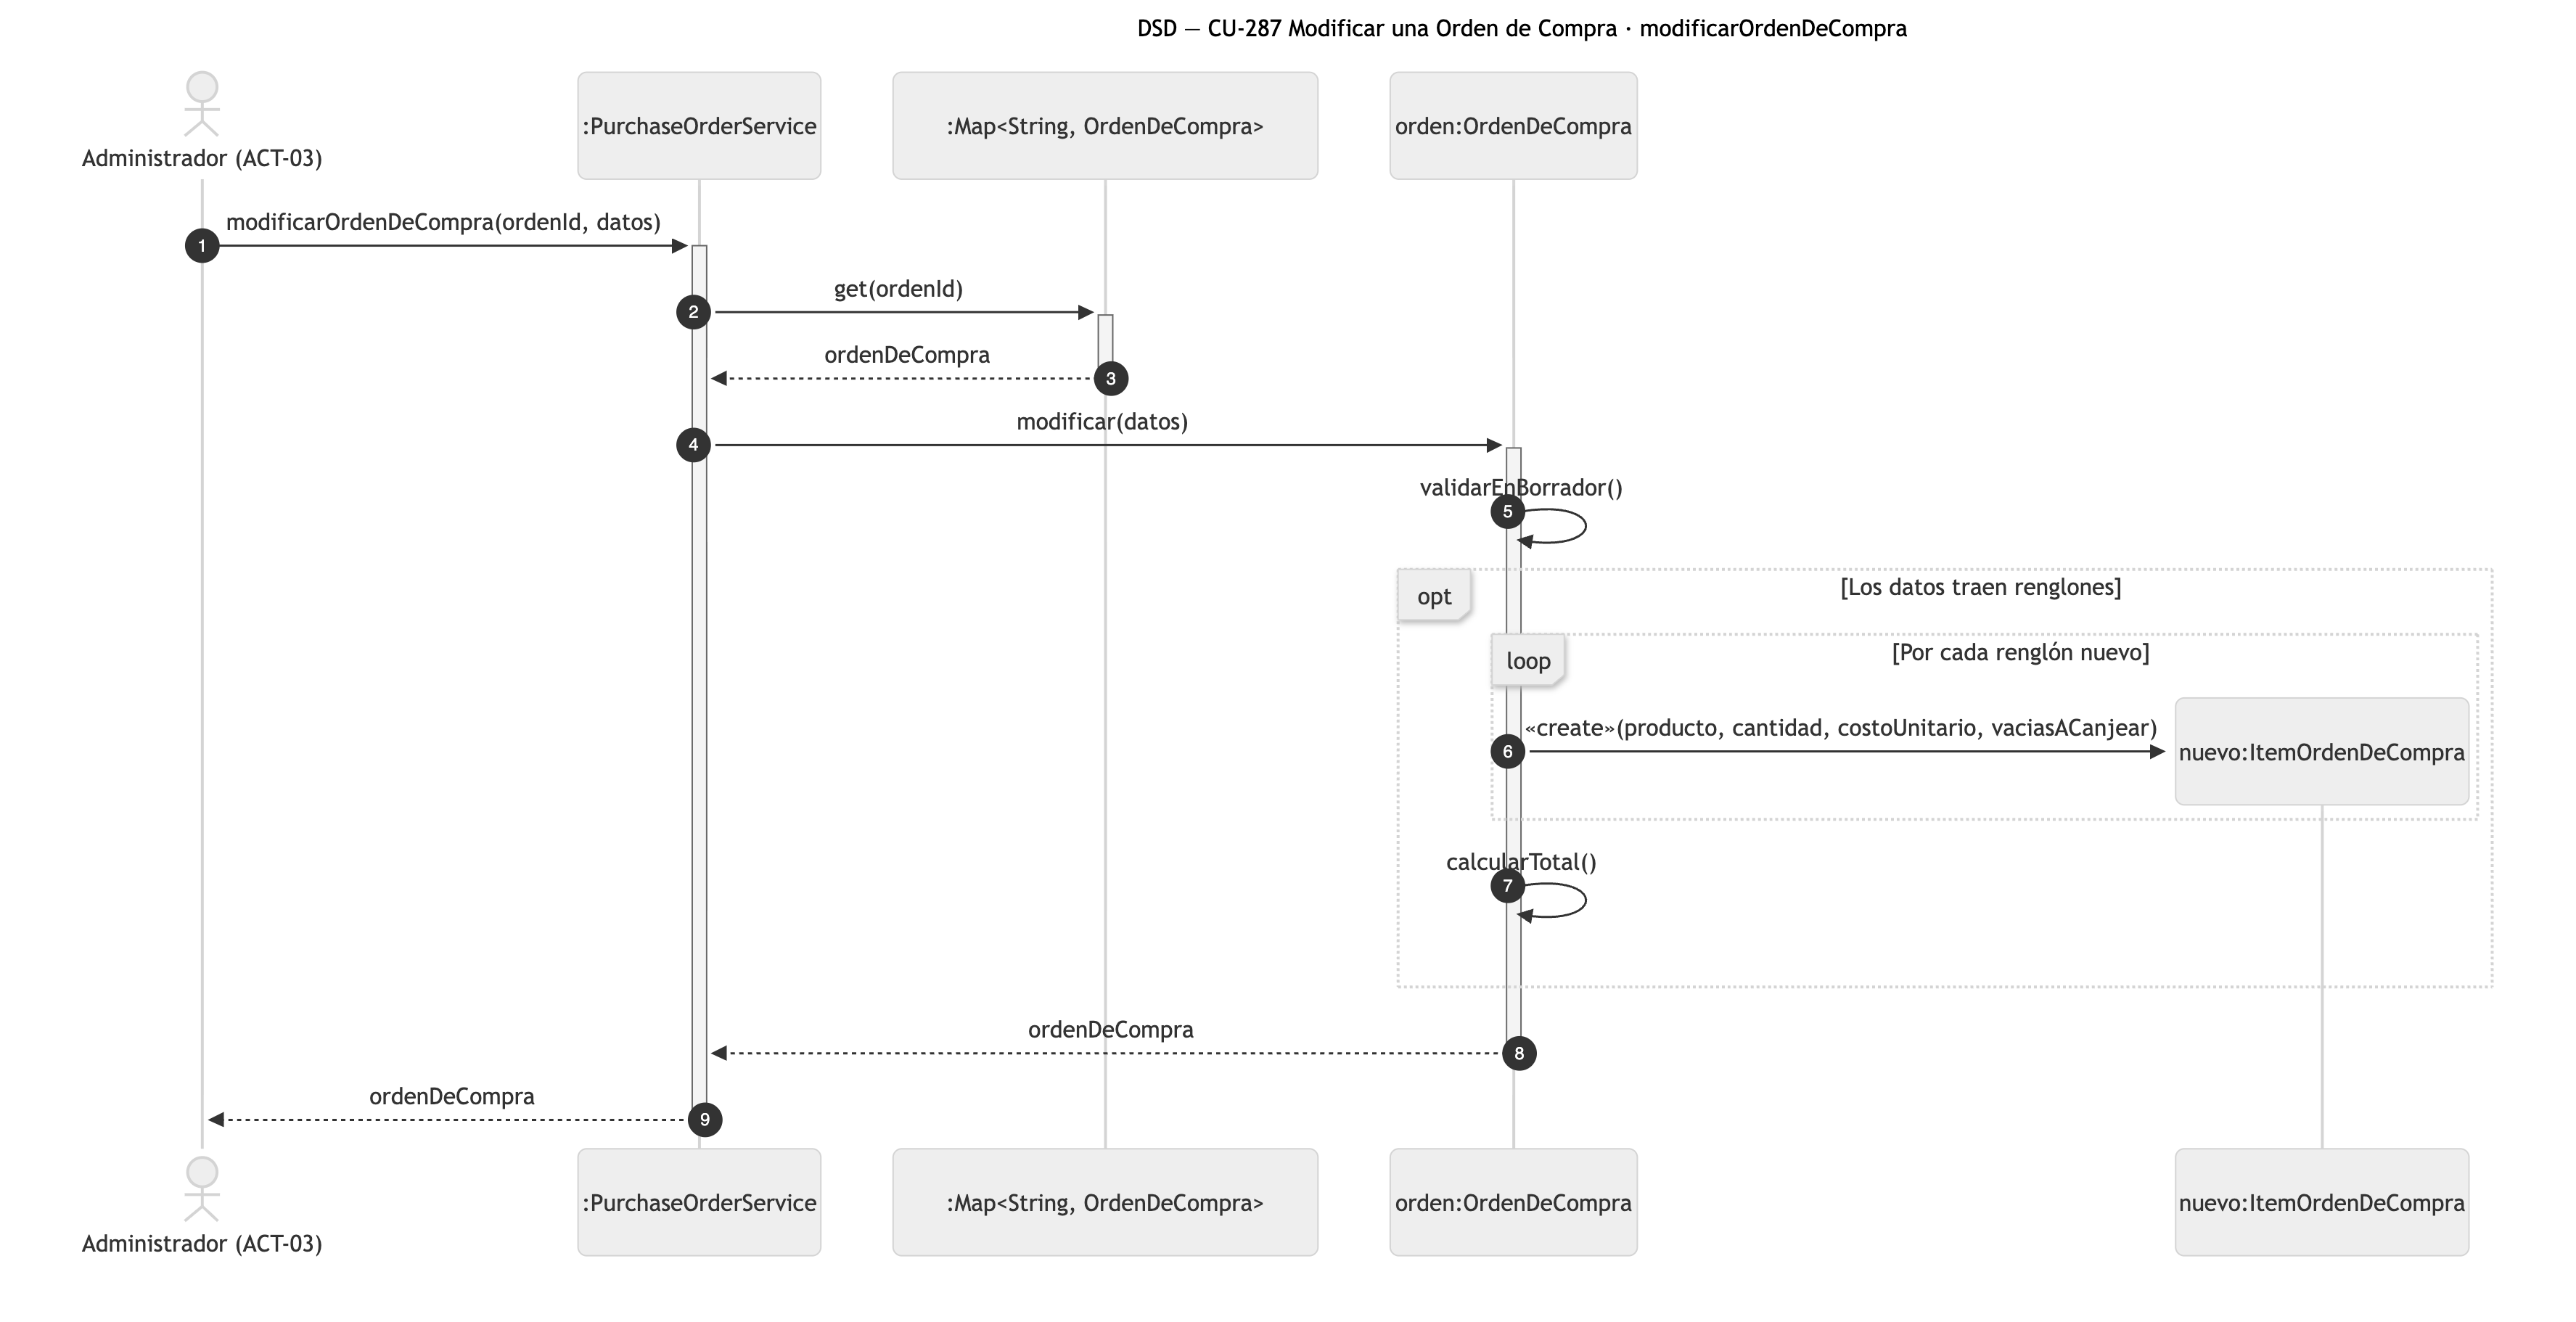 DSD — CU-287 Modificar una Orden de Compra · modificarOrdenDeCompra
Administrador (ACT-03)
:PurchaseOrderService
:Map<String, OrdenDeCompra>
orden:OrdenDeCompra
modificarOrdenDeCompra(ordenId, datos)
1
get(ordenId)
2
ordenDeCompra
3
modificar(datos)
4
validarEnBorrador()
5
opt
[Los datos traen renglones]
loop
[Por cada renglón nuevo]
«create»(producto, cantidad, costoUnitario, vaciasACanjear)
6
nuevo:ItemOrdenDeCompra
calcularTotal()
7
ordenDeCompra
8
ordenDeCompra
9
Administrador (ACT-03)
:PurchaseOrderService
:Map<String, OrdenDeCompra>
orden:OrdenDeCompra
nuevo:ItemOrdenDeCompra